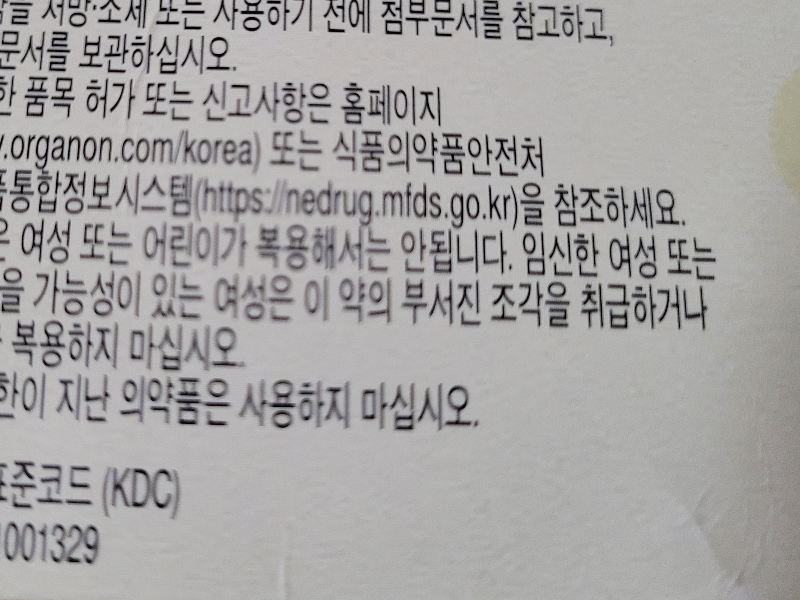 처방·조제 또는 사용하기 전에 첨부문서를 참고하고,
문서를 보관하십시오.
품목 허가 또는 신고사항은 홈페이지
.organon.com/korea) 또는 식품의약품안전처
통합정보시스템(https://nedrug.mfds.go.kr)을 참조하세요.
여성 또는 어린이가 복용해서는 안됩니다. 임신한 여성 또는
을 가능성이 있는 여성은 이 약의 부서진 조각을 취급하거나
복용하지 마십시오.
한이 지난 의약품은 사용하지 마십시오.
표준코드 (KDC)
001329